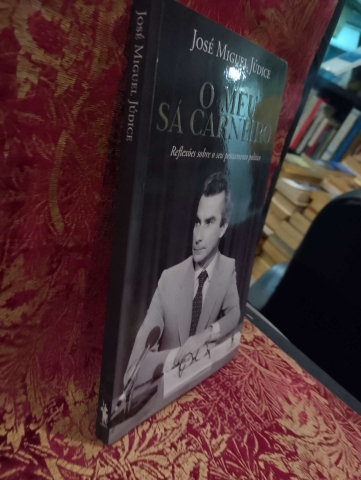 JOSÉ MIGUEL JÚDICE
JOSÉ MIGUEL JÚDICE
O MEU
SÁ CARNEIRO
Reflexões sobre o seu pensamento político